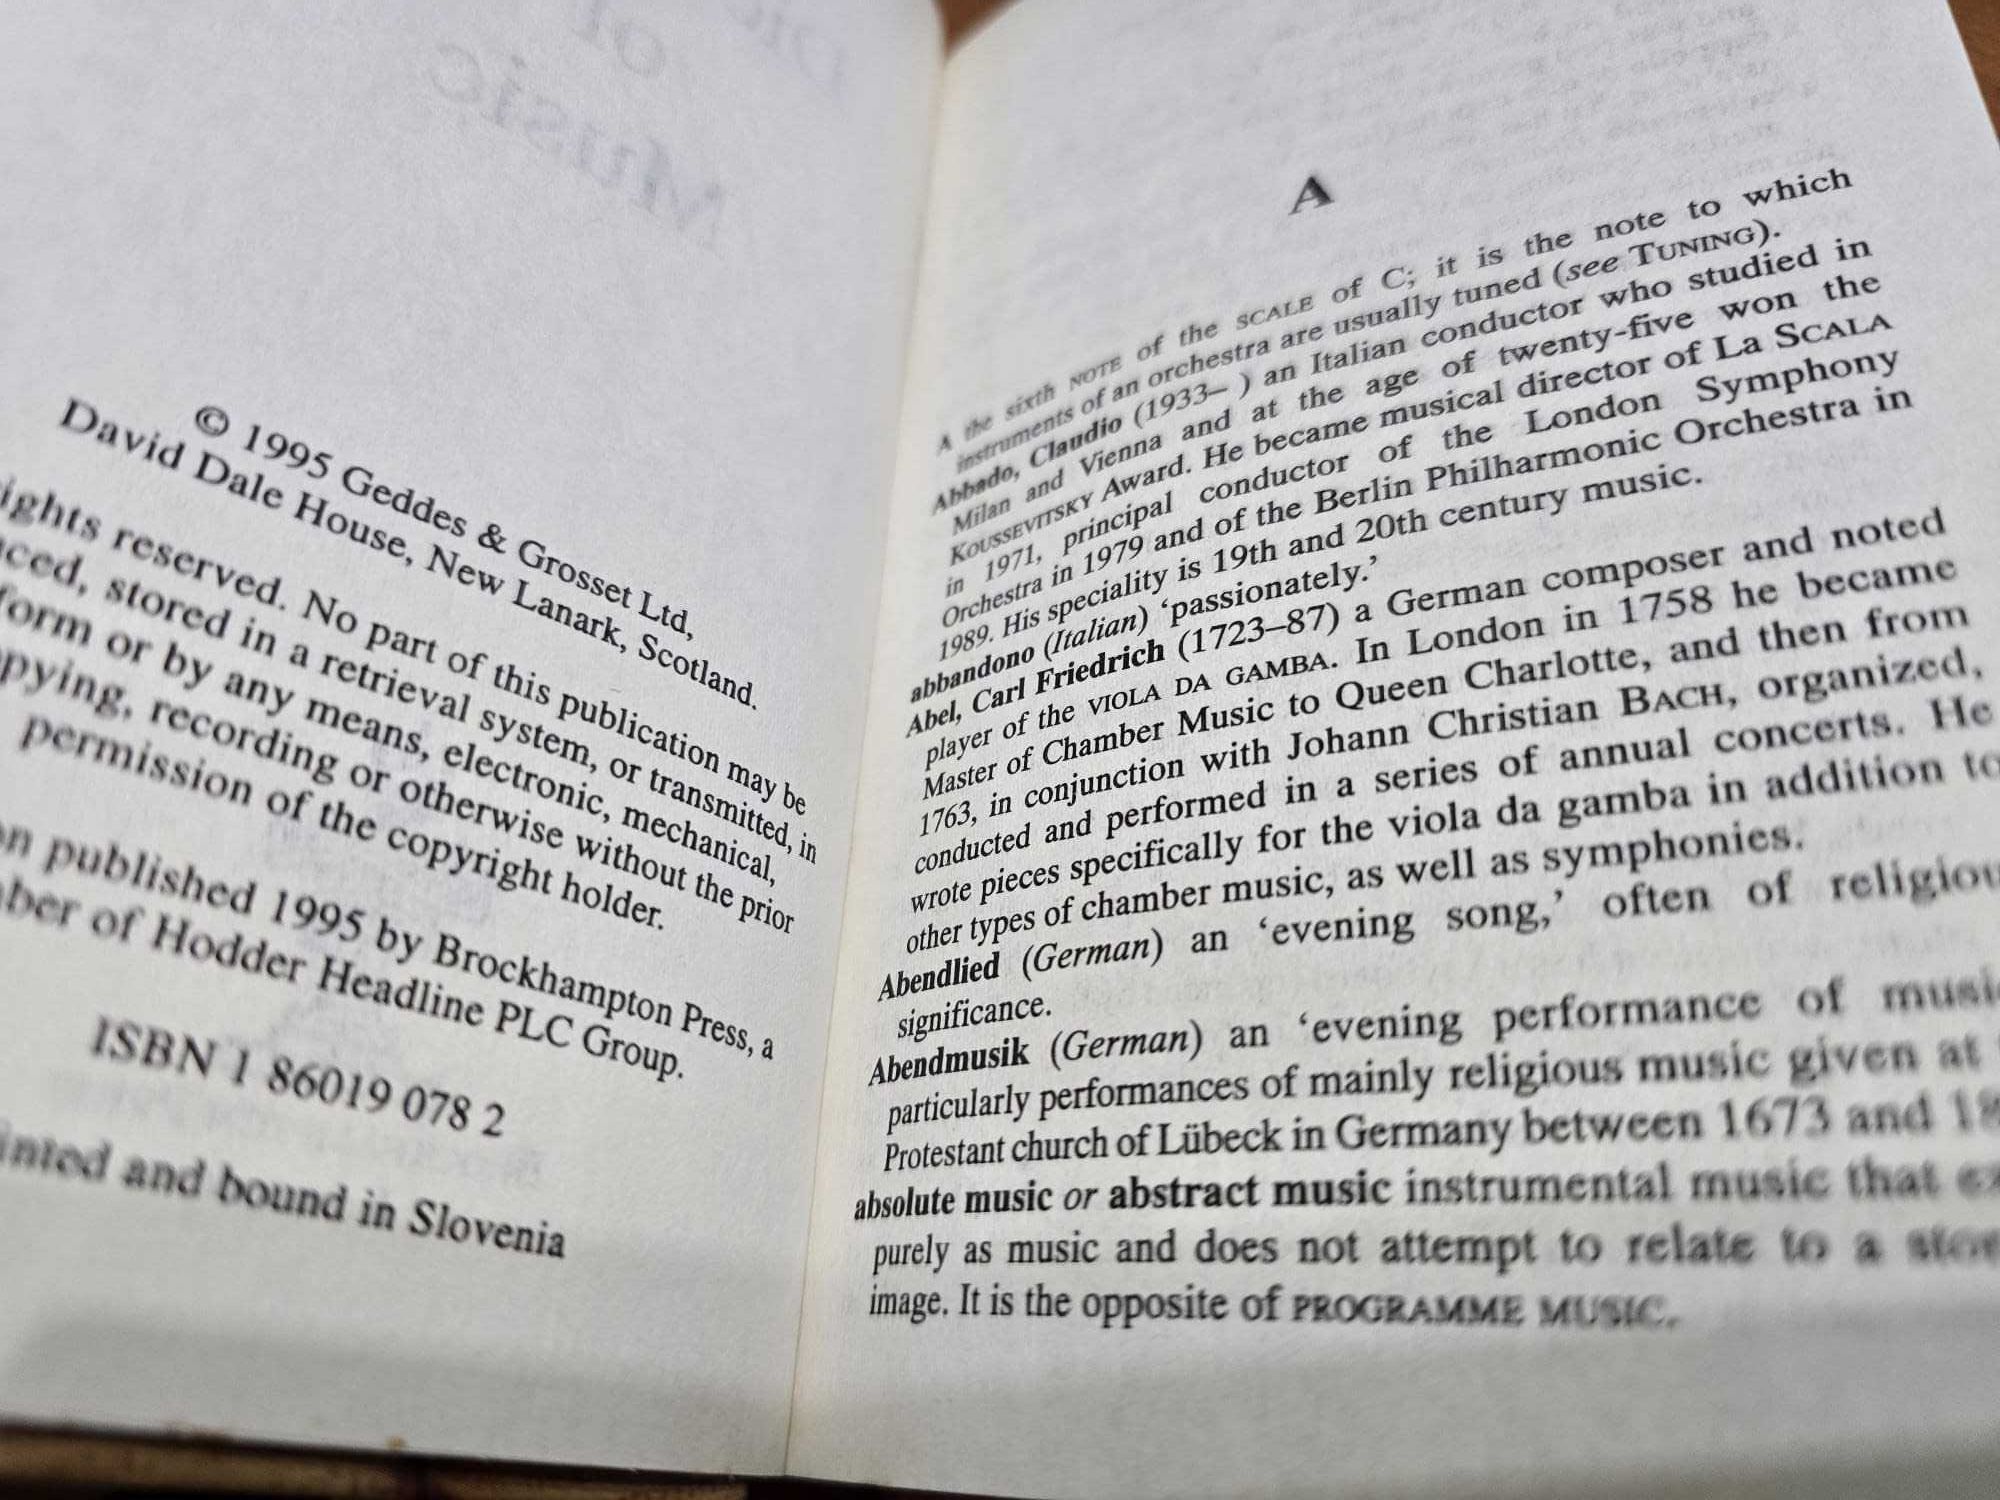 © 1995 Geddes & Grosset Ltd,
David Dale House, New Lanark, Scotland.
ights reserved. No part of this publication may be
ced, stored in a retrieval system, or transmitted, in
form or by any means, electronic, mechanical,
pying, recording or otherwise without the prior
permission of the copyright holder.
on published 1995 by Brockhampton Press, a
ber of Hodder Headline PLC Group.
ISBN 1 86019 078 2
inted and bound in Slovenia
A
A the sixth NOTE of the SCALE of C; it is the note to which
instruments of an orchestra are usually tuned (see TUNING).
Abbado, Claudio (1933– ) an Italian conductor who studied in
Milan and Vienna and at the age of twenty-five won the
KOUSSEVITSKY Award. He became musical director of La SCALA
in 1971, principal conductor of the London Symphony
Orchestra in 1979 and of the Berlin Philharmonic Orchestra in
1989. His speciality is 19th and 20th century music.
abbandono (Italian) ‘passionately.’
Abel, Carl Friedrich (1723–87) a German composer and noted
player of the VIOLA DA GAMBA. In London in 1758 he became
Master of Chamber Music to Queen Charlotte, and then from
1763, in conjunction with Johann Christian BACH, organized,
conducted and performed in a series of annual concerts. He
wrote pieces specifically for the viola da gamba in addition to
other types of chamber music, as well as symphonies.
Abendlied (German) an ‘evening song,’ often of religiou
significance.
Abendmusik (German) an ‘evening performance of musi
particularly performances of mainly religious music given at
Protestant church of Lübeck in Germany between 1673 and 18
absolute music or abstract music instrumental music that ex
purely as music and does not attempt to relate to a stor
image. It is the opposite of PROGRAMME MUSIC.